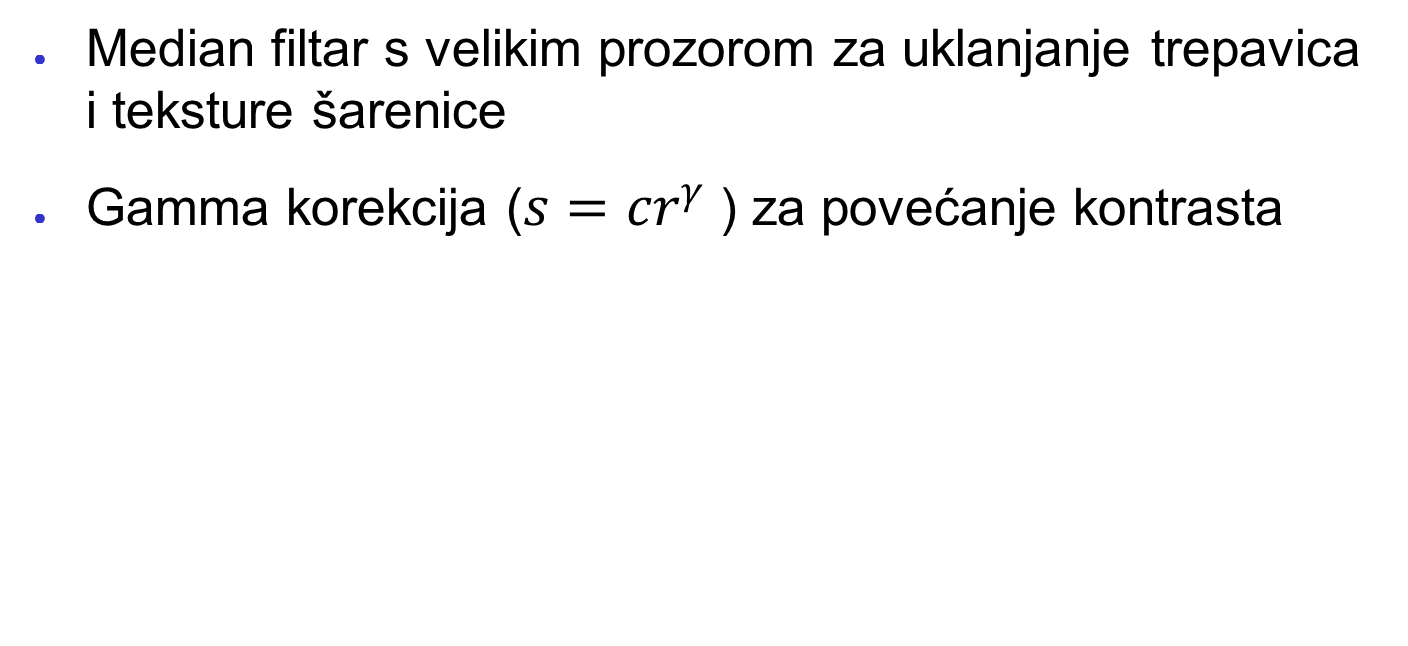 • Median filtar s velikim prozorom za uklanjanje trepavica
i teksture šarenice
• Gamma korekcija (𝑠 = 𝑐𝑟^𝛾 ) za povećanje kontrasta